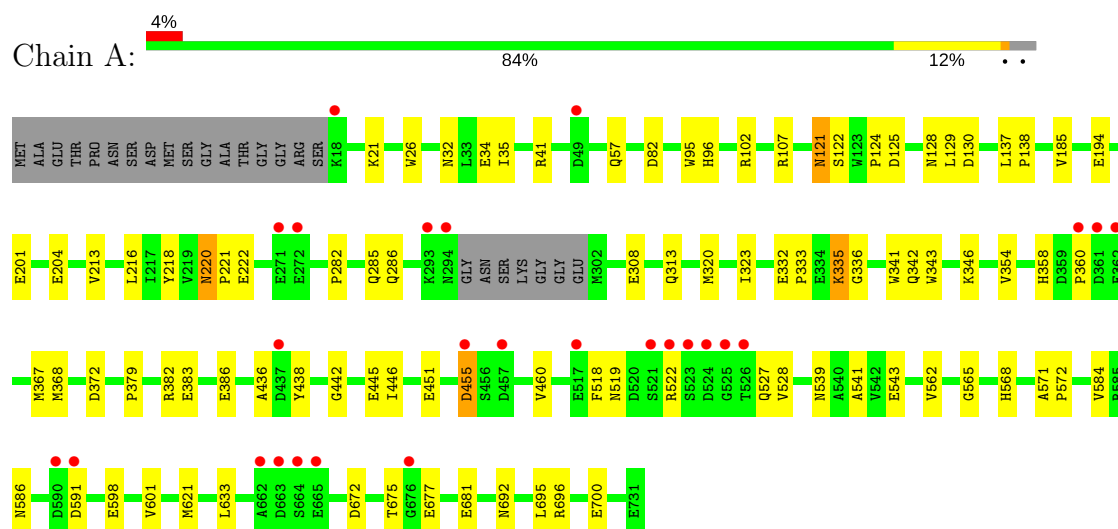 4%
Chain A:
84% 12% • •
MET ALA GLU THR PRO ASN SER ASP MET SER GLY ALA THR GLY GLY ARG SER K18 K21 W26 N32 L33 E34 I35 R41 D49 Q57 D82 W95 H96 R102 R107 N121 S122 W123 P124 D125 N128 L129 D130 L137 P138 V185 E194
E201 E204 V213 L216 I217 Y218 V219 N220 P221 E222 E271 E272 P282 Q285 Q286 K293 N294 GLY ASN SER LYS GLY GLY GLU M302 E308 Q313 M320 I323 E332 P333 E334 K335 G336 W341 Q342 W343 K346 V354 H358 D359 P360 D361 E362
M367 M368 D372 P379 R382 E383 E386 A436 D437 Y438 G442 E445 I446 E451 D455 S456 D457 V460 E517 F518 N519 D520 S521 R522 S523 D524 G525 T526 Q527 V528 N539 A540 A541 V542 E543 V562 G565 H568 A571 P572 V584 P585
N586 D590 D591 E598 V601 M621 L633 A662 D663 S664 E665 D672 T675 G676 E677 E681 N692 L695 R696 E700 E731